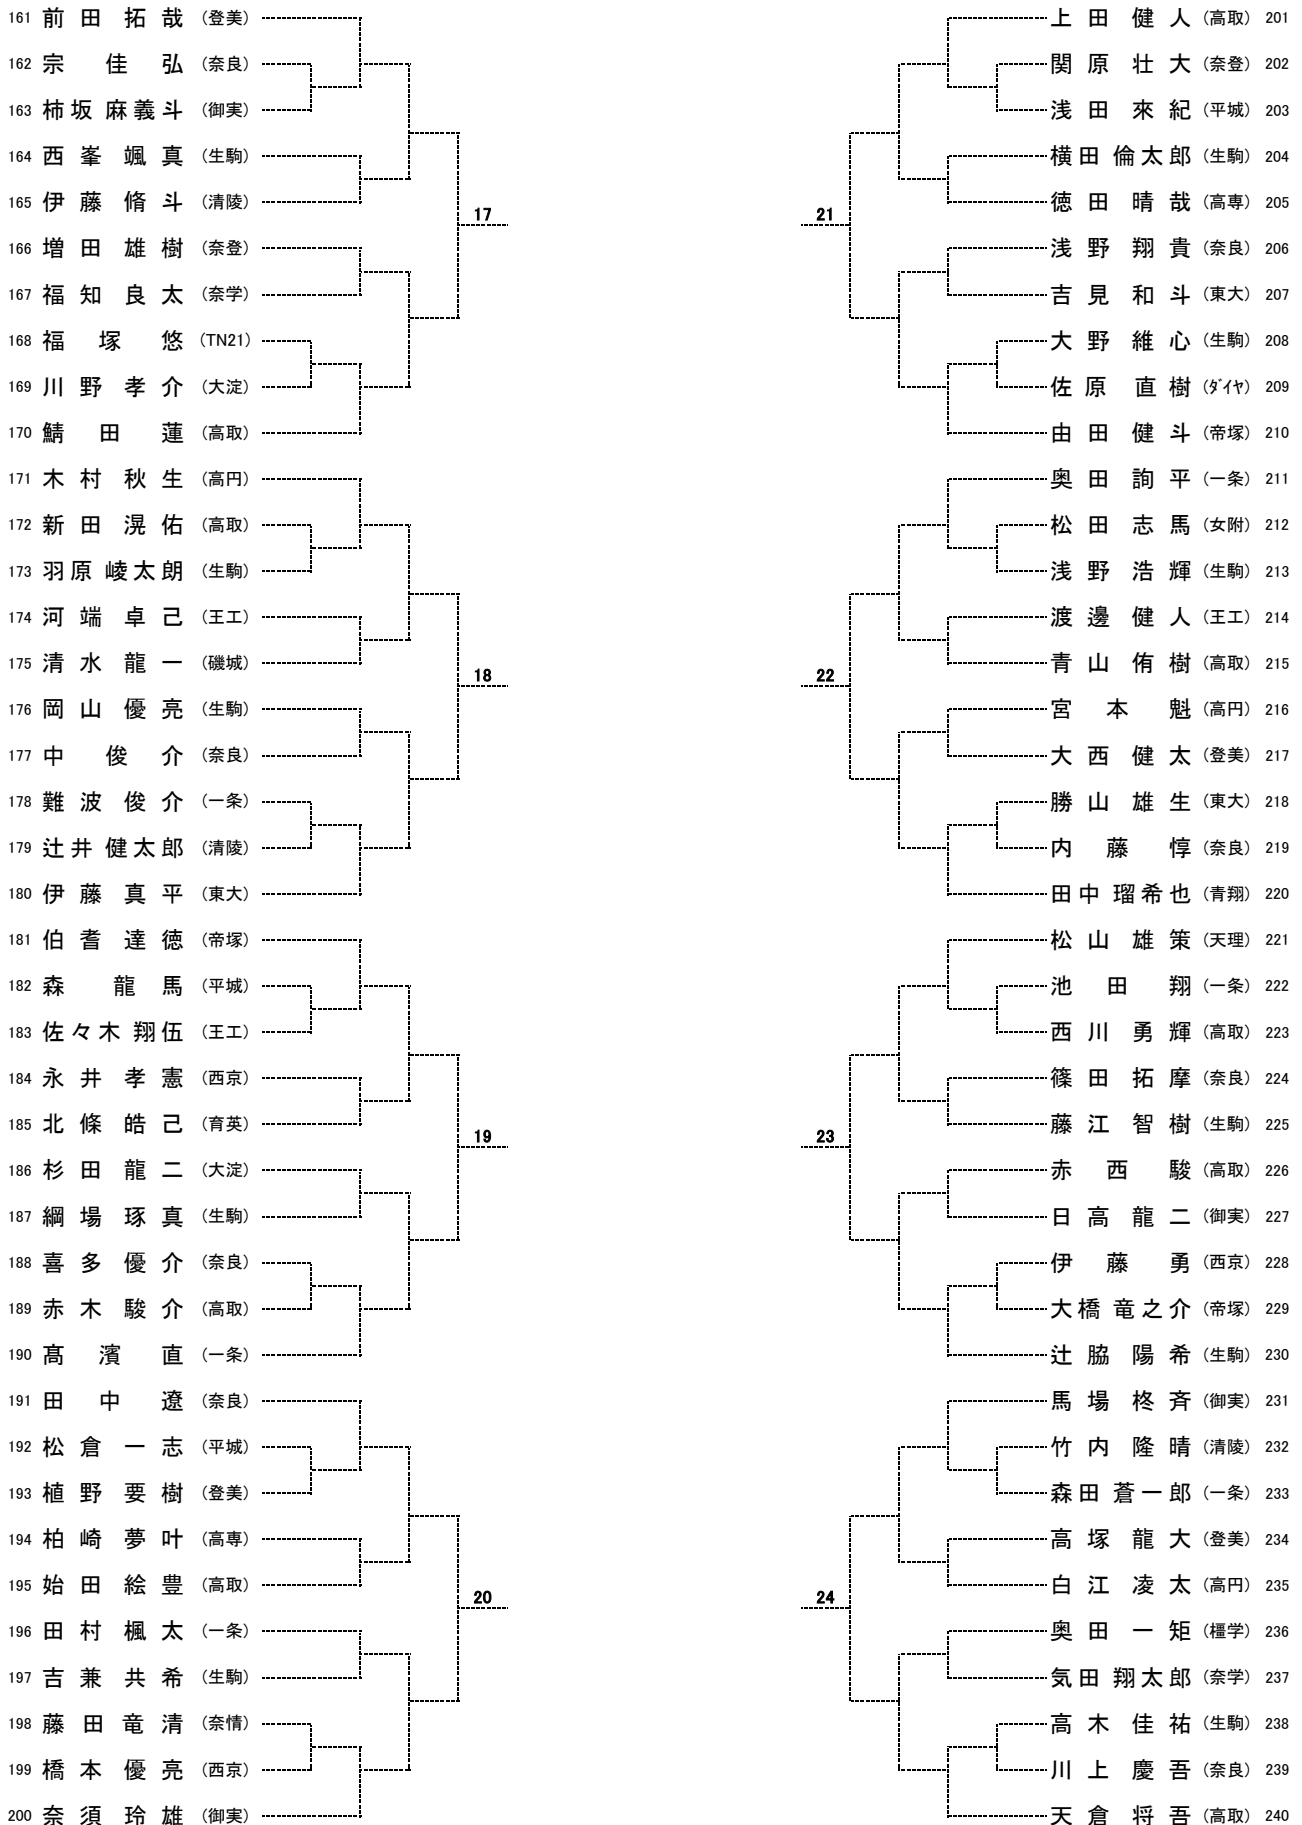 161 前田 拓哉 (登美)
162 宗 佳弘 (奈良)
163 柿坂 麻義斗 (御実)
164 西峯 颯真 (生駒)
165 伊藤 脩斗 (清陵)
17
166 増田 雄樹 (奈登)
167 福知 良太 (奈学)
168 福塚 悠 (TN21)
169 川野 孝介 (大淀)
170 鯖田 蓮 (高取)
171 木村 秋生 (高円)
172 新田 滉佑 (高取)
173 羽原 崚太朗 (生駒)
174 河端 卓己 (王工)
175 清水 龍一 (磯城)
18
176 岡山 優亮 (生駒)
177 中 俊介 (奈良)
178 難波 俊介 (一条)
179 辻井 健太郎 (清陵)
180 伊藤 真平 (東大)
181 伯耆 達徳 (帝塚)
182 森 龍馬 (平城)
183 佐々木 翔伍 (王工)
184 永井 孝憲 (西京)
185 北條 皓己 (育英)
19
186 杉田 龍二 (大淀)
187 綱場 琢真 (生駒)
188 喜多 優介 (奈良)
189 赤木 駿介 (高取)
190 髙濱 直 (一条)
191 田中 遼 (奈良)
192 松倉 一志 (平城)
193 植野 要樹 (登美)
194 柏崎 夢叶 (高専)
195 始田 絵豊 (高取)
20
196 田村 楓太 (一条)
197 吉兼 共希 (生駒)
198 藤田 竜清 (奈情)
199 橋本 優亮 (西京)
200 奈須 玲雄 (御実)
上田 健人 (高取) 201
関原 壮大 (奈登) 202
浅田 來紀 (平城) 203
横田 倫太郎 (生駒) 204
徳田 晴哉 (高専) 205
21
浅野 翔貴 (奈良) 206
吉見 和斗 (東大) 207
大野 維心 (生駒) 208
佐原 直樹 (ダイヤ) 209
由田 健斗 (帝塚) 210
奥田 詢平 (一条) 211
松田 志馬 (女附) 212
浅野 浩輝 (生駒) 213
渡邊 健人 (王工) 214
青山 侑樹 (高取) 215
22
宮本 魁 (高円) 216
大西 健太 (登美) 217
勝山 雄生 (東大) 218
内藤 惇 (奈良) 219
田中 瑠希也 (青翔) 220
松山 雄策 (天理) 221
池田 翔 (一条) 222
西川 勇輝 (高取) 223
篠田 拓摩 (奈良) 224
藤江 智樹 (生駒) 225
23
赤西 駿 (高取) 226
日高 龍二 (御実) 227
伊藤 勇 (西京) 228
大橋 竜之介 (帝塚) 229
辻脇 陽希 (生駒) 230
馬場 柊斉 (御実) 231
竹内 隆晴 (清陵) 232
森田 蒼一郎 (一条) 233
高塚 龍大 (登美) 234
白江 凌太 (高円) 235
24
奥田 一矩 (橿学) 236
気田 翔太郎 (奈学) 237
高木 佳祐 (生駒) 238
川上 慶吾 (奈良) 239
天倉 将吾 (高取) 240